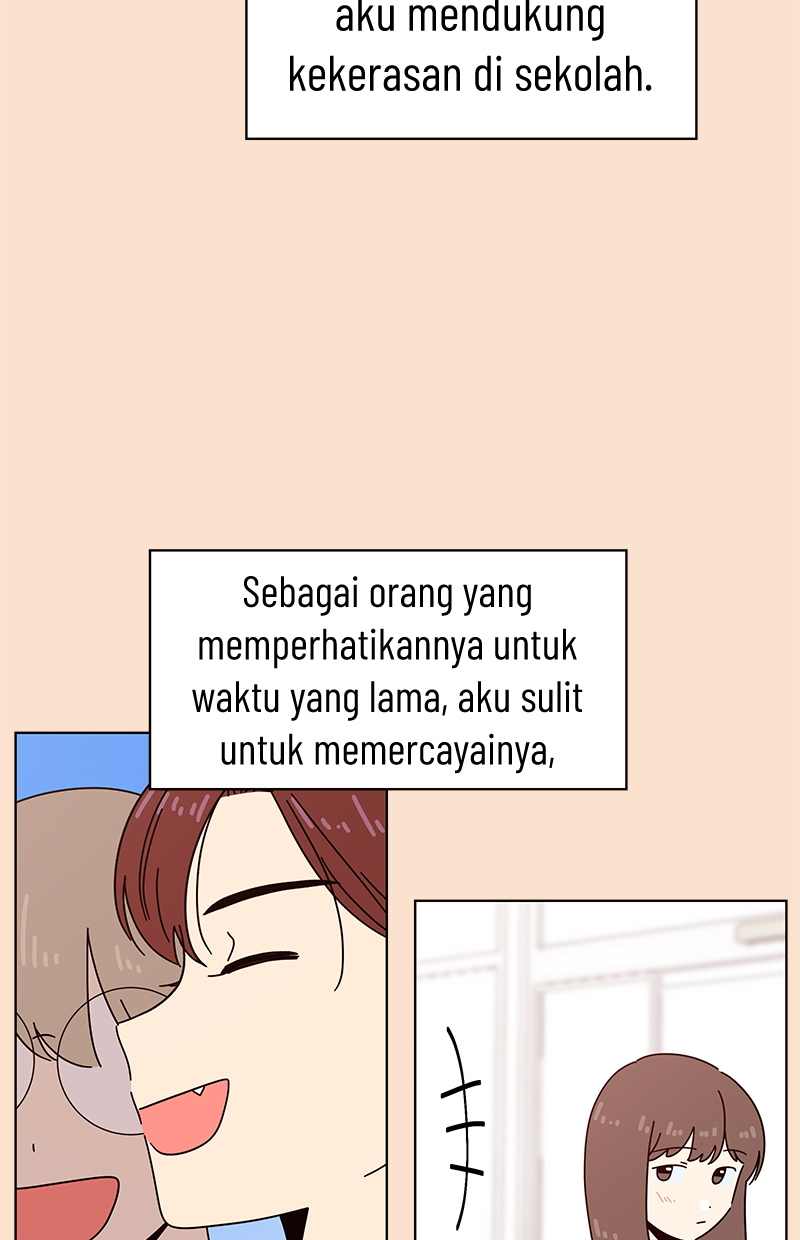 aku mendukung
kekerasan di sekolah.
Sebagai orang yang
memperhatikannya untuk
waktu yang lama, aku sulit
untuk memercayainya,